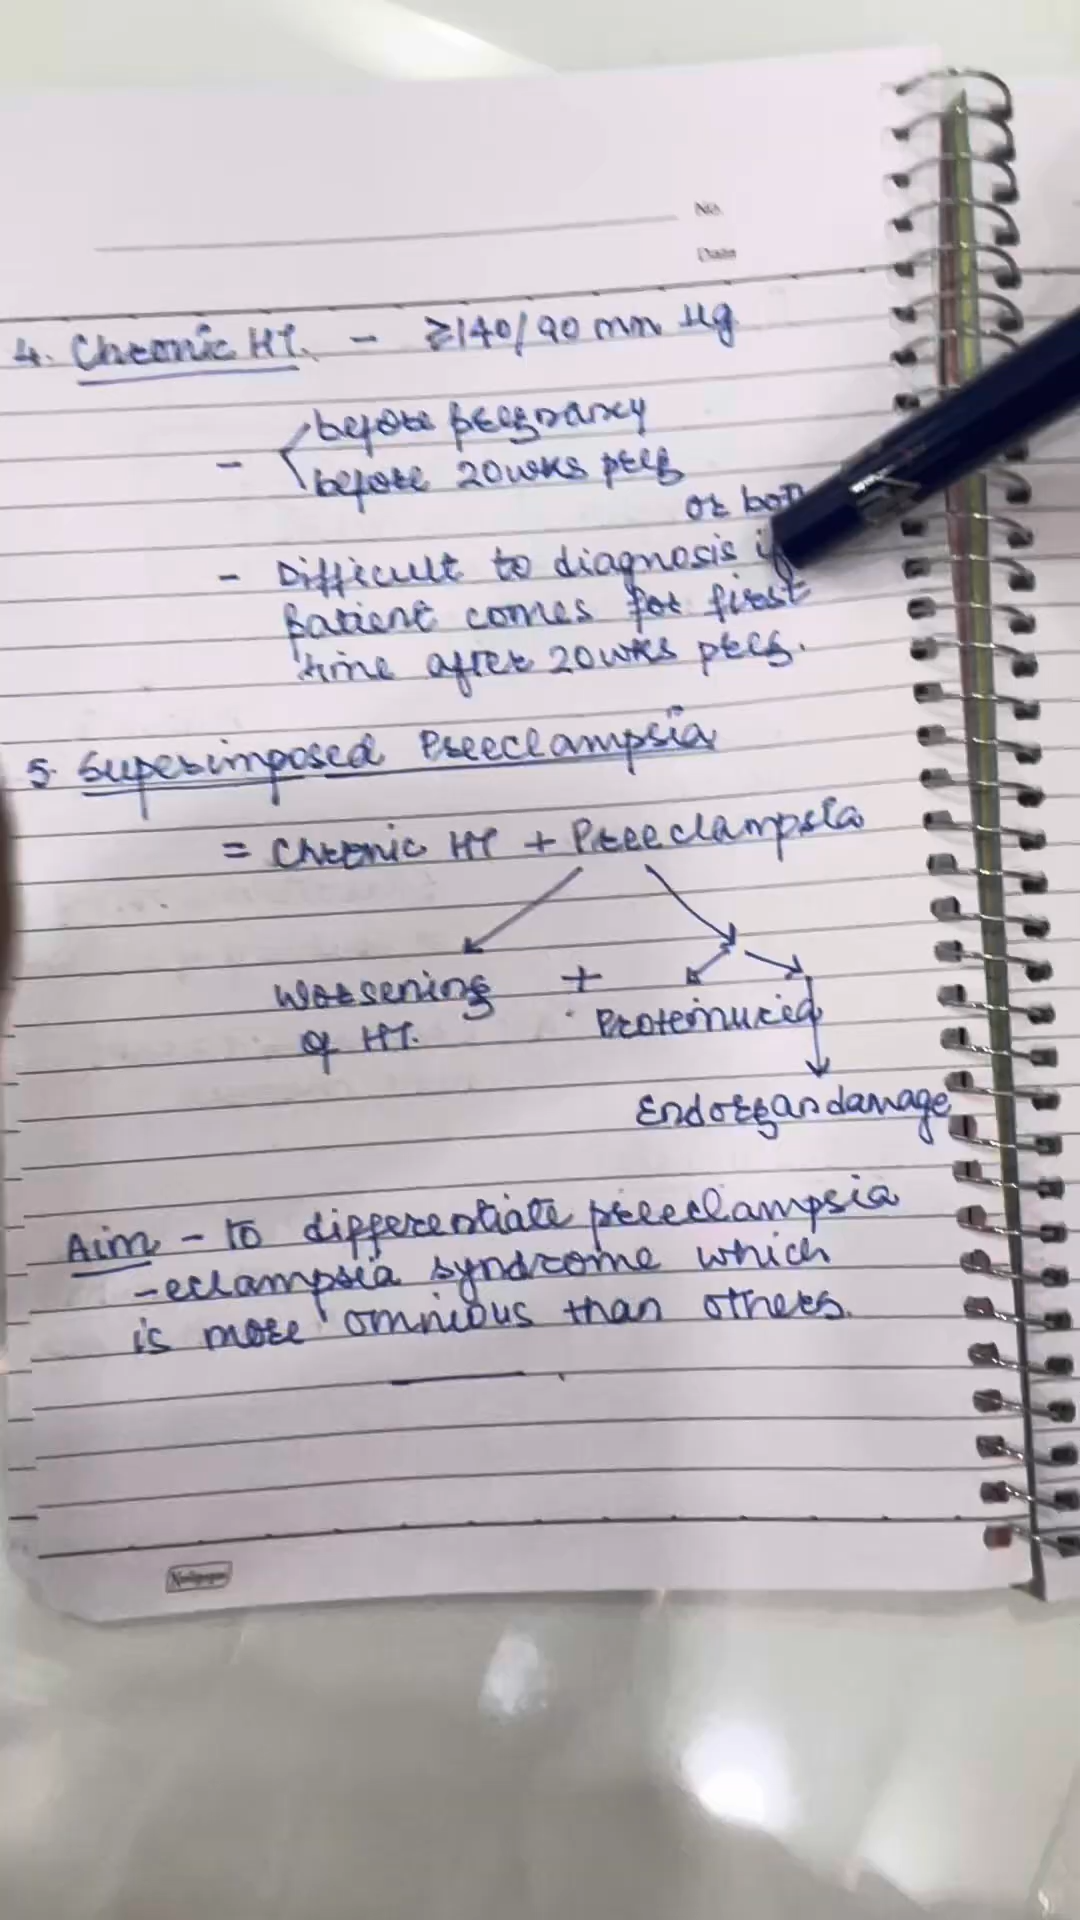 No.
Date
4. Chronic HT. - ≥140/90 mm Hg
- before pregnancy
before 20wks preg
or both
- Difficult to diagnosis if
patient comes for first
time after 20 wks preg.
5. Superimposed Preeclampsia
= Chronic HT + Preeclampsia
Worsening + Proteinuria
of HT.
Endorgan damage
Aim - to differentiate preeclampsia
-eclampsia syndrome which
is more omnious than others.